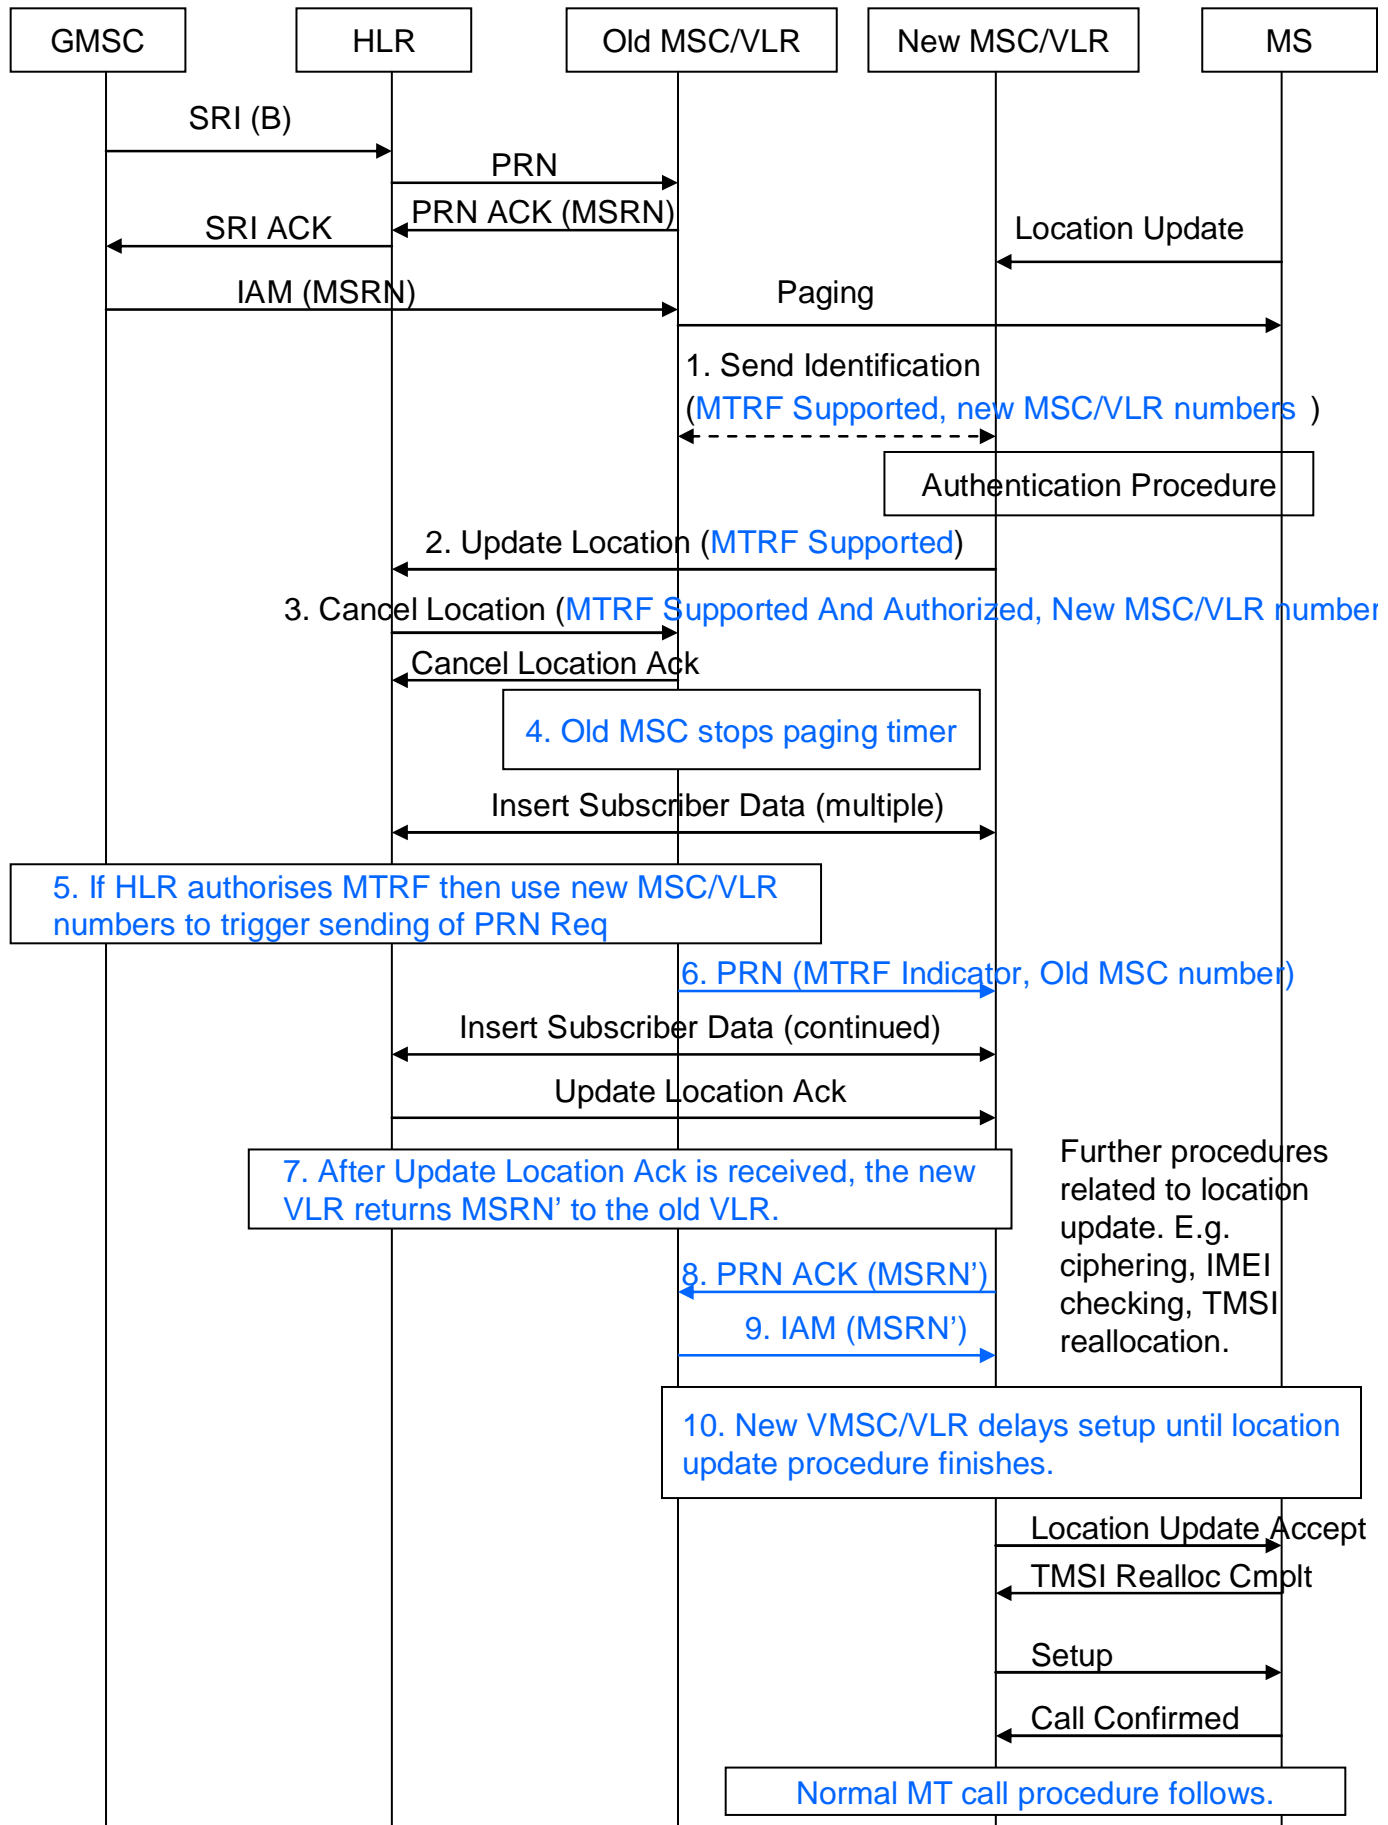 GMSC
HLR
Old MSC/VLR
New MSC/VLR
MS
SRI (B)
PRN
PRN ACK (MSRN)
SRI ACK
Location Update
IAM (MSRN)
Paging
1. Send Identification
(MTRF Supported, new MSC/VLR numbers )
Authentication Procedure
2. Update Location (MTRF Supported)
3. Cancel Location (MTRF Supported And Authorized, New MSC/VLR number
Cancel Location Ack
4. Old MSC stops paging timer
Insert Subscriber Data (multiple)
5. If HLR authorises MTRF then use new MSC/VLR
numbers to trigger sending of PRN Req
6. PRN (MTRF Indicator, Old MSC number)
Insert Subscriber Data (continued)
Update Location Ack
7. After Update Location Ack is received, the new
VLR returns MSRN’ to the old VLR.
Further procedures
related to location
update. E.g.
ciphering, IMEI
checking, TMSI
reallocation.
8. PRN ACK (MSRN’)
9. IAM (MSRN’)
10. New VMSC/VLR delays setup until location
update procedure finishes.
Location Update Accept
TMSI Realloc Cmplt
Setup
Call Confirmed
Normal MT call procedure follows.